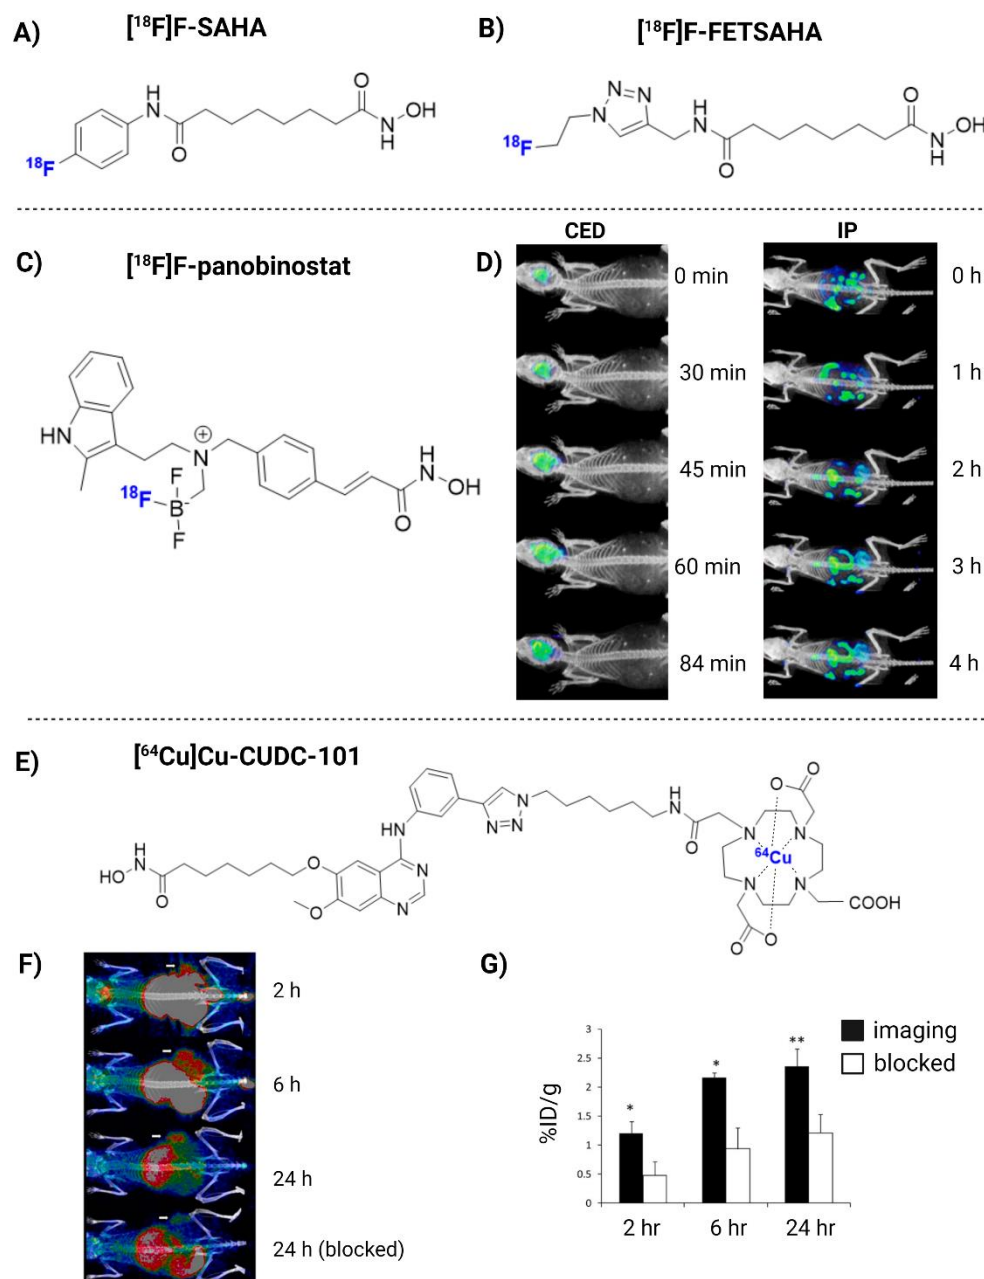 A)
[¹⁸F]F-SAHA
H
N
O
O
N
H
OH
¹⁸F
B)
[¹⁸F]F-FETSAHA
N
N
N
¹⁸F
H
N
O
O
N
H
OH
C)
[¹⁸F]F-panobinostat
HN
N
+
F
¹⁸F
B-
F
H
N
OH
O
D)
CED
0 min
30 min
45 min
60 min
84 min
IP
0 h
1 h
2 h
3 h
4 h
E)
[⁶⁴Cu]Cu-CUDC-101
HO
H
N
O
O
O
HN
N
N
N
N
N
H
N
O
O
O
N
N
⁶⁴Cu
N
N
COOH
O
O
F)
2 h
6 h
24 h
24 h (blocked)
G)
%ID/g
3
2.5
2
1.5
1
0.5
0
*
*
**
2 hr
6 hr
24 hr
imaging
blocked